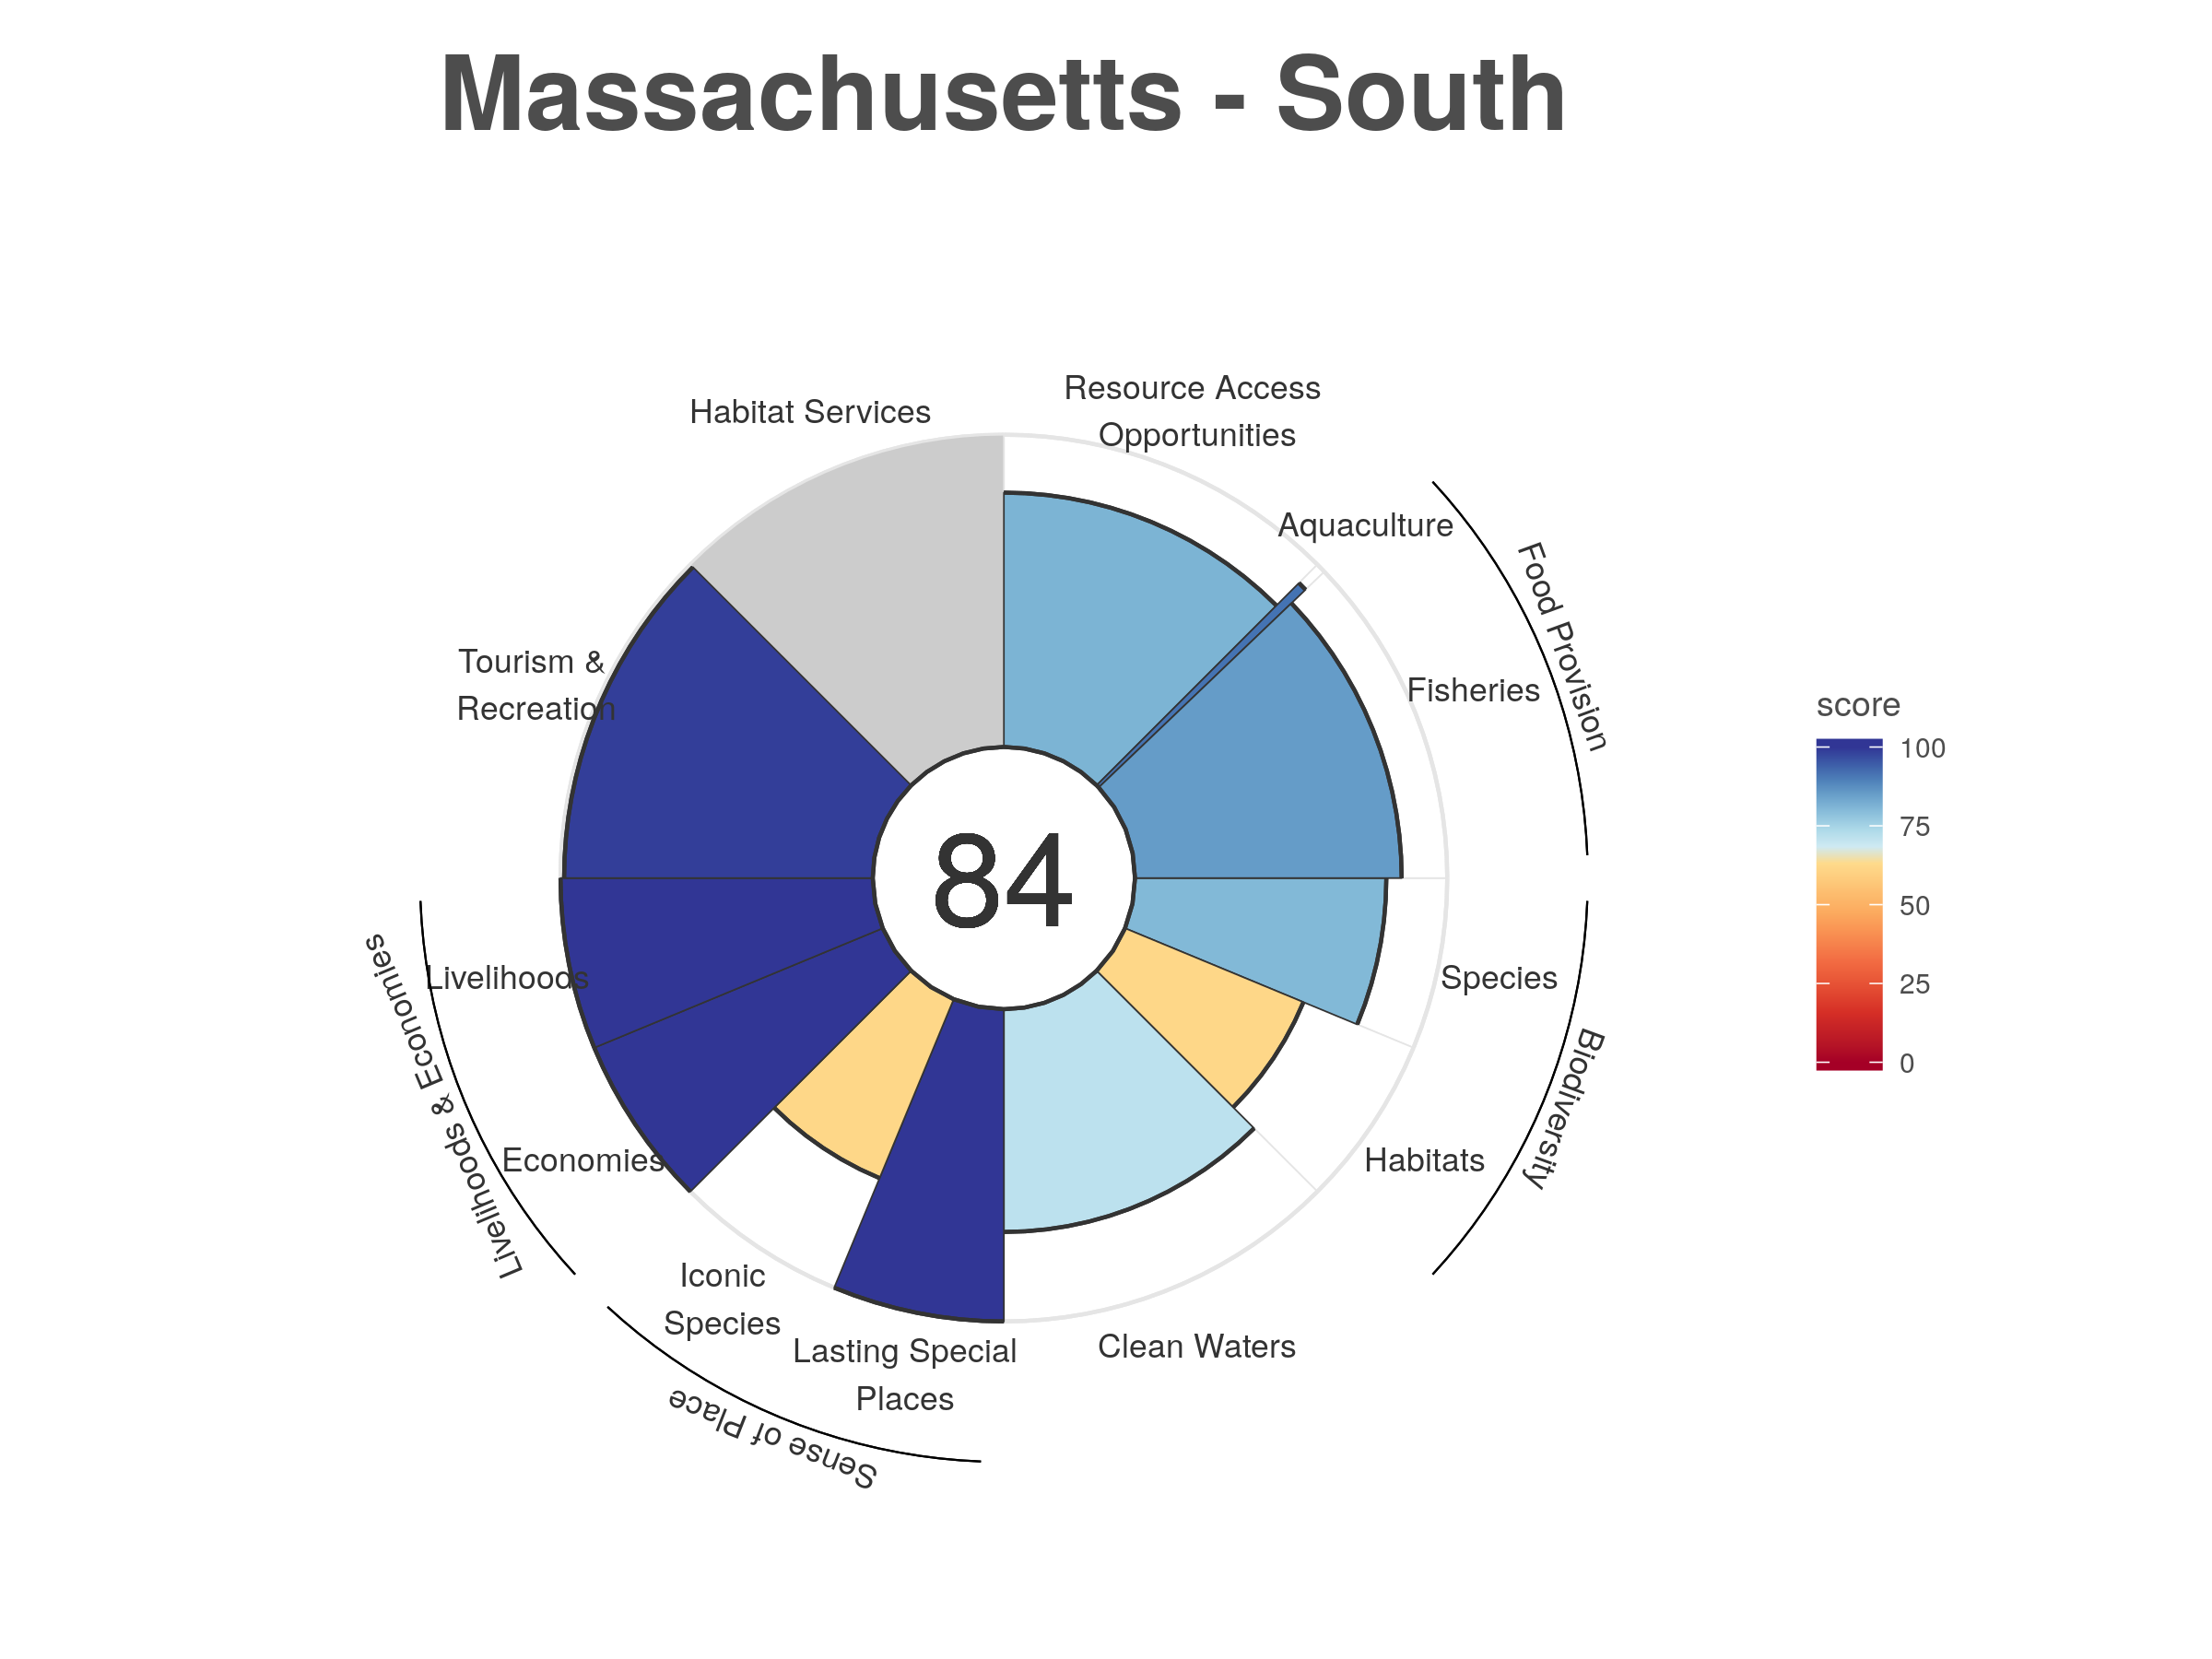 Massachusetts - South
Habitat Services
Resource Access
Opportunities
Aquaculture
Food Provision
Fisheries
Tourism &
Recreation
84
Species
Livelihoods
Livelihoods & Economies
Biodiversity
Economies
Habitats
Iconic
Species
Lasting Special
Places
Clean Waters
Sense of Place
score
100
75
50
25
0